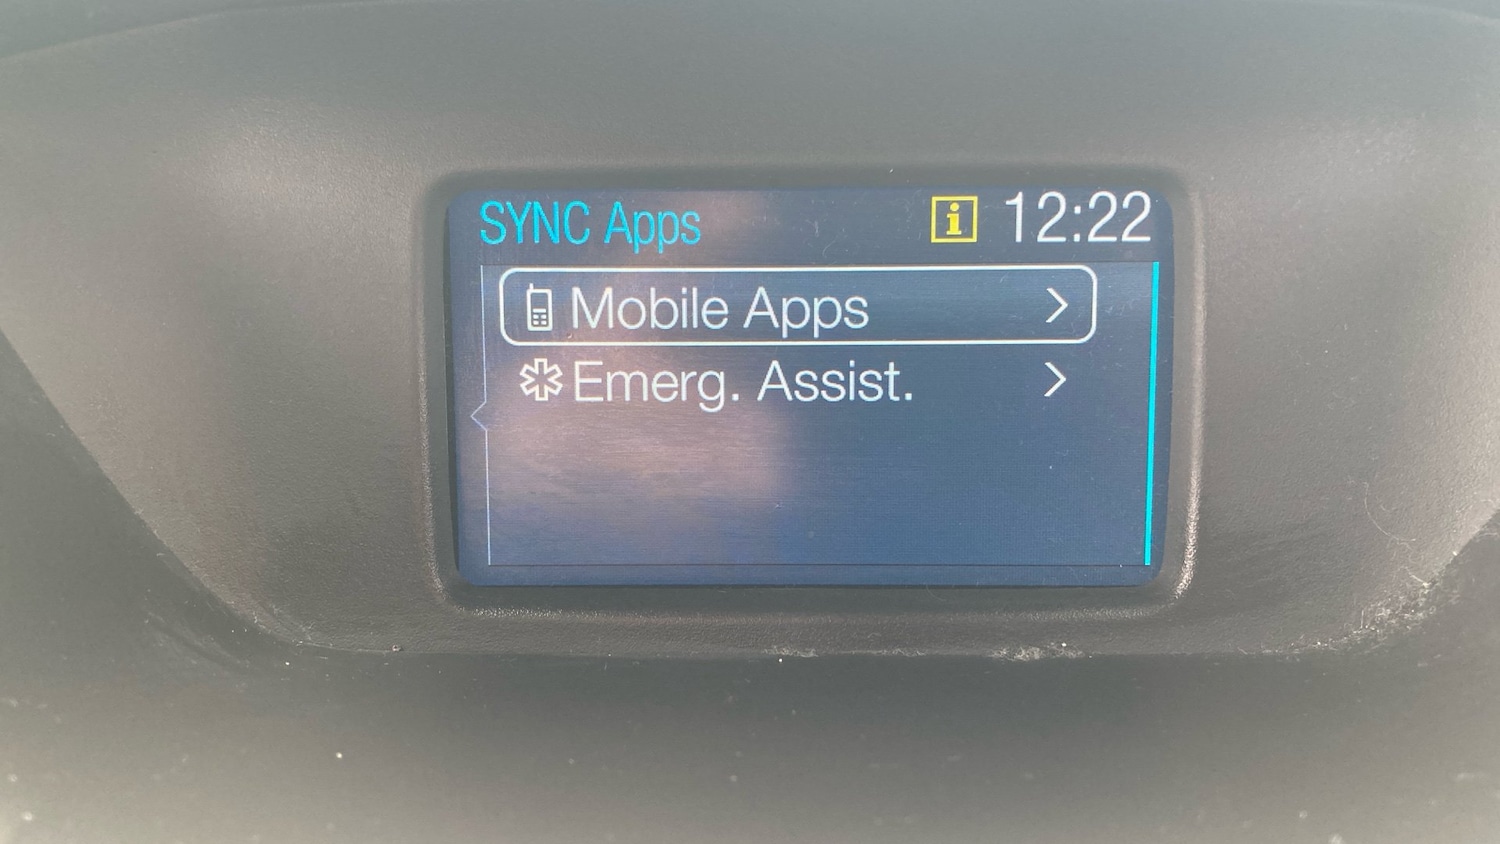 SYNC Apps i 12:22
Mobile Apps >
Emerg. Assist. >